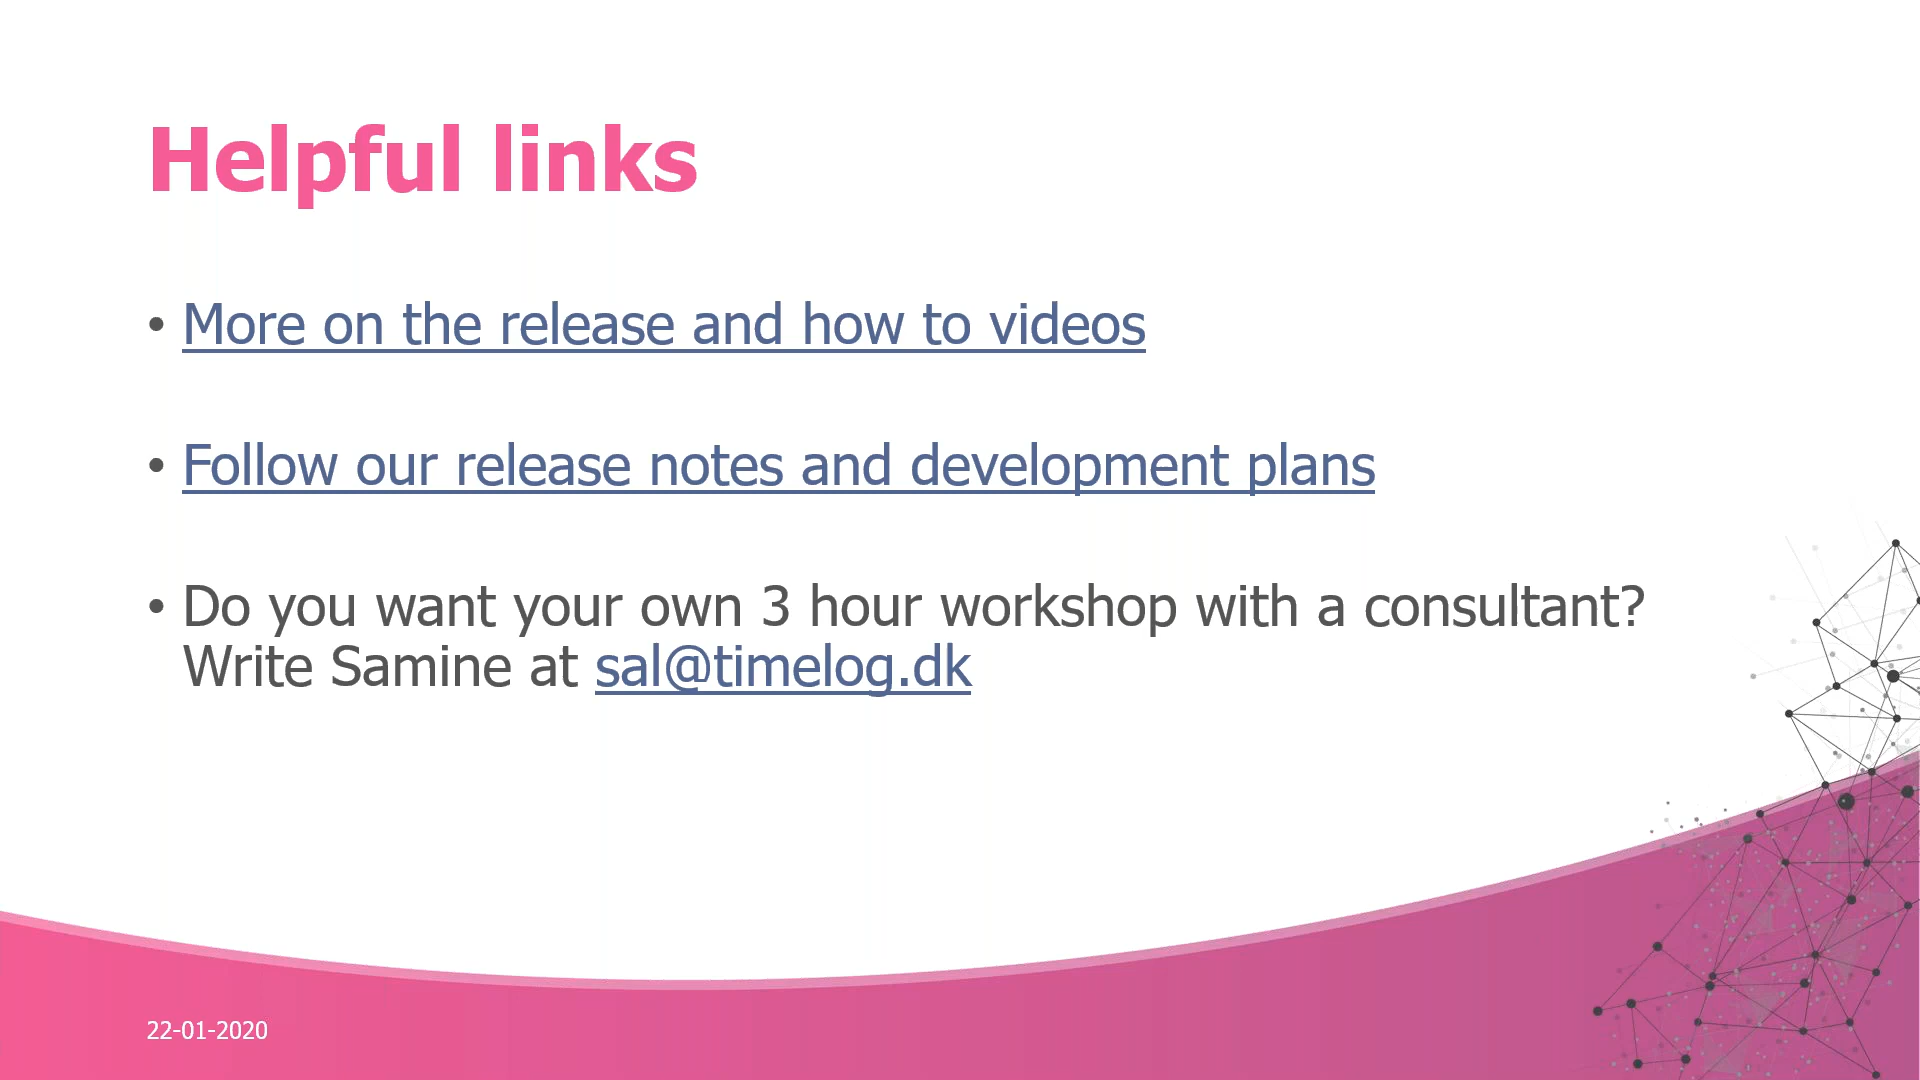 Helpful links
• More on the release and how to videos
• Follow our release notes and development plans
• Do you want your own 3 hour workshop with a consultant?
Write Samine at sal@timelog.dk
22-01-2020